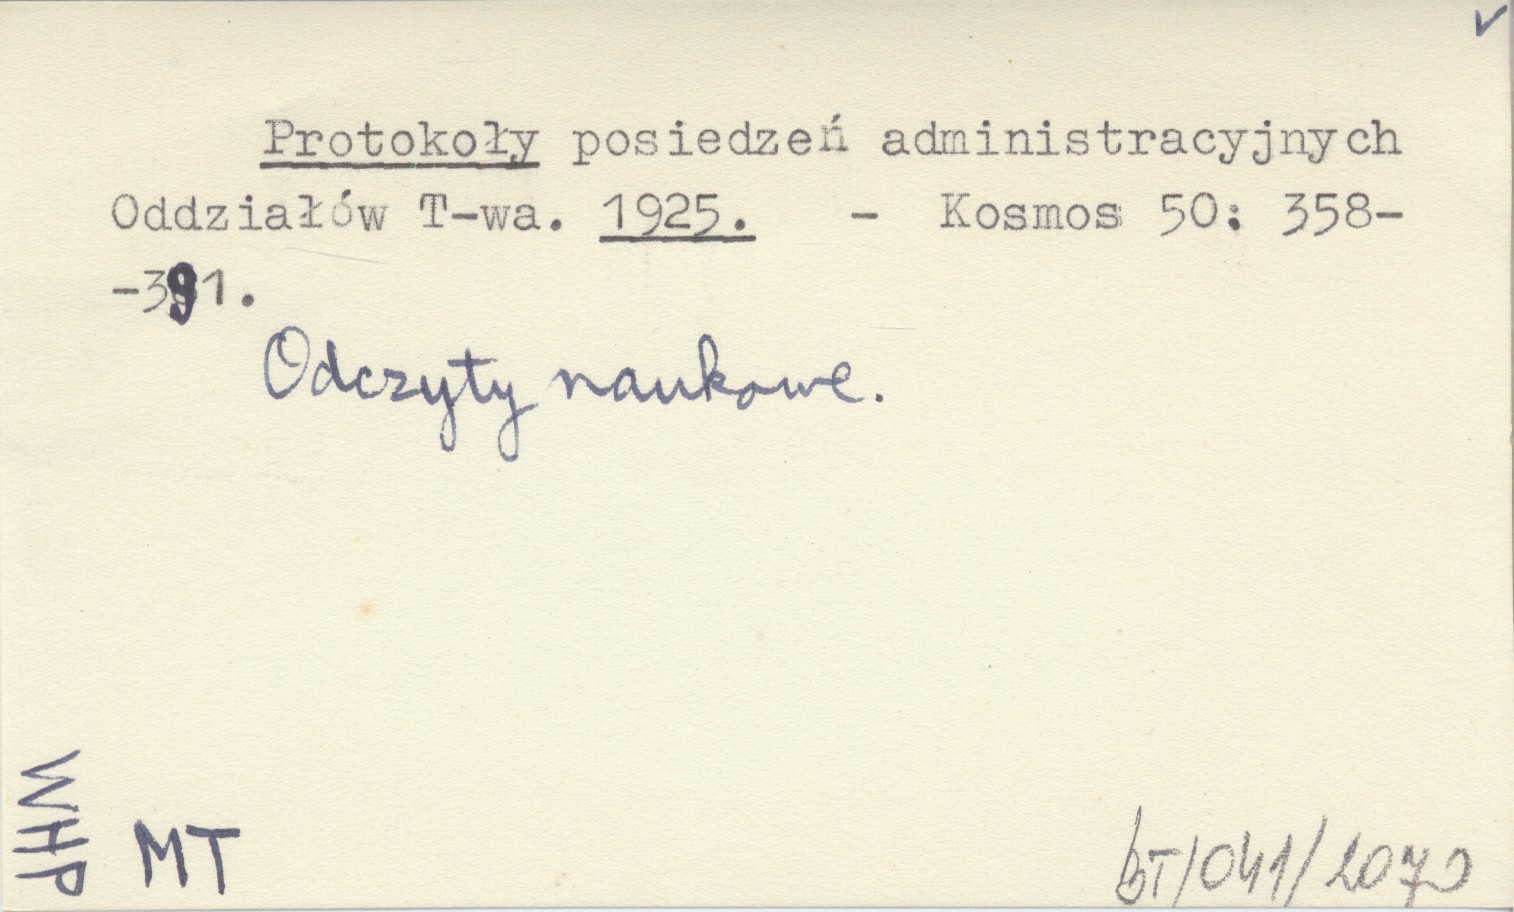 Protokoły posiedzeń administracyjnych
Oddziałów T-wa. 1925. - Kosmos 50: 358-
-391.
Odczyty naukowe.
WHP
MT
BT/041/2070